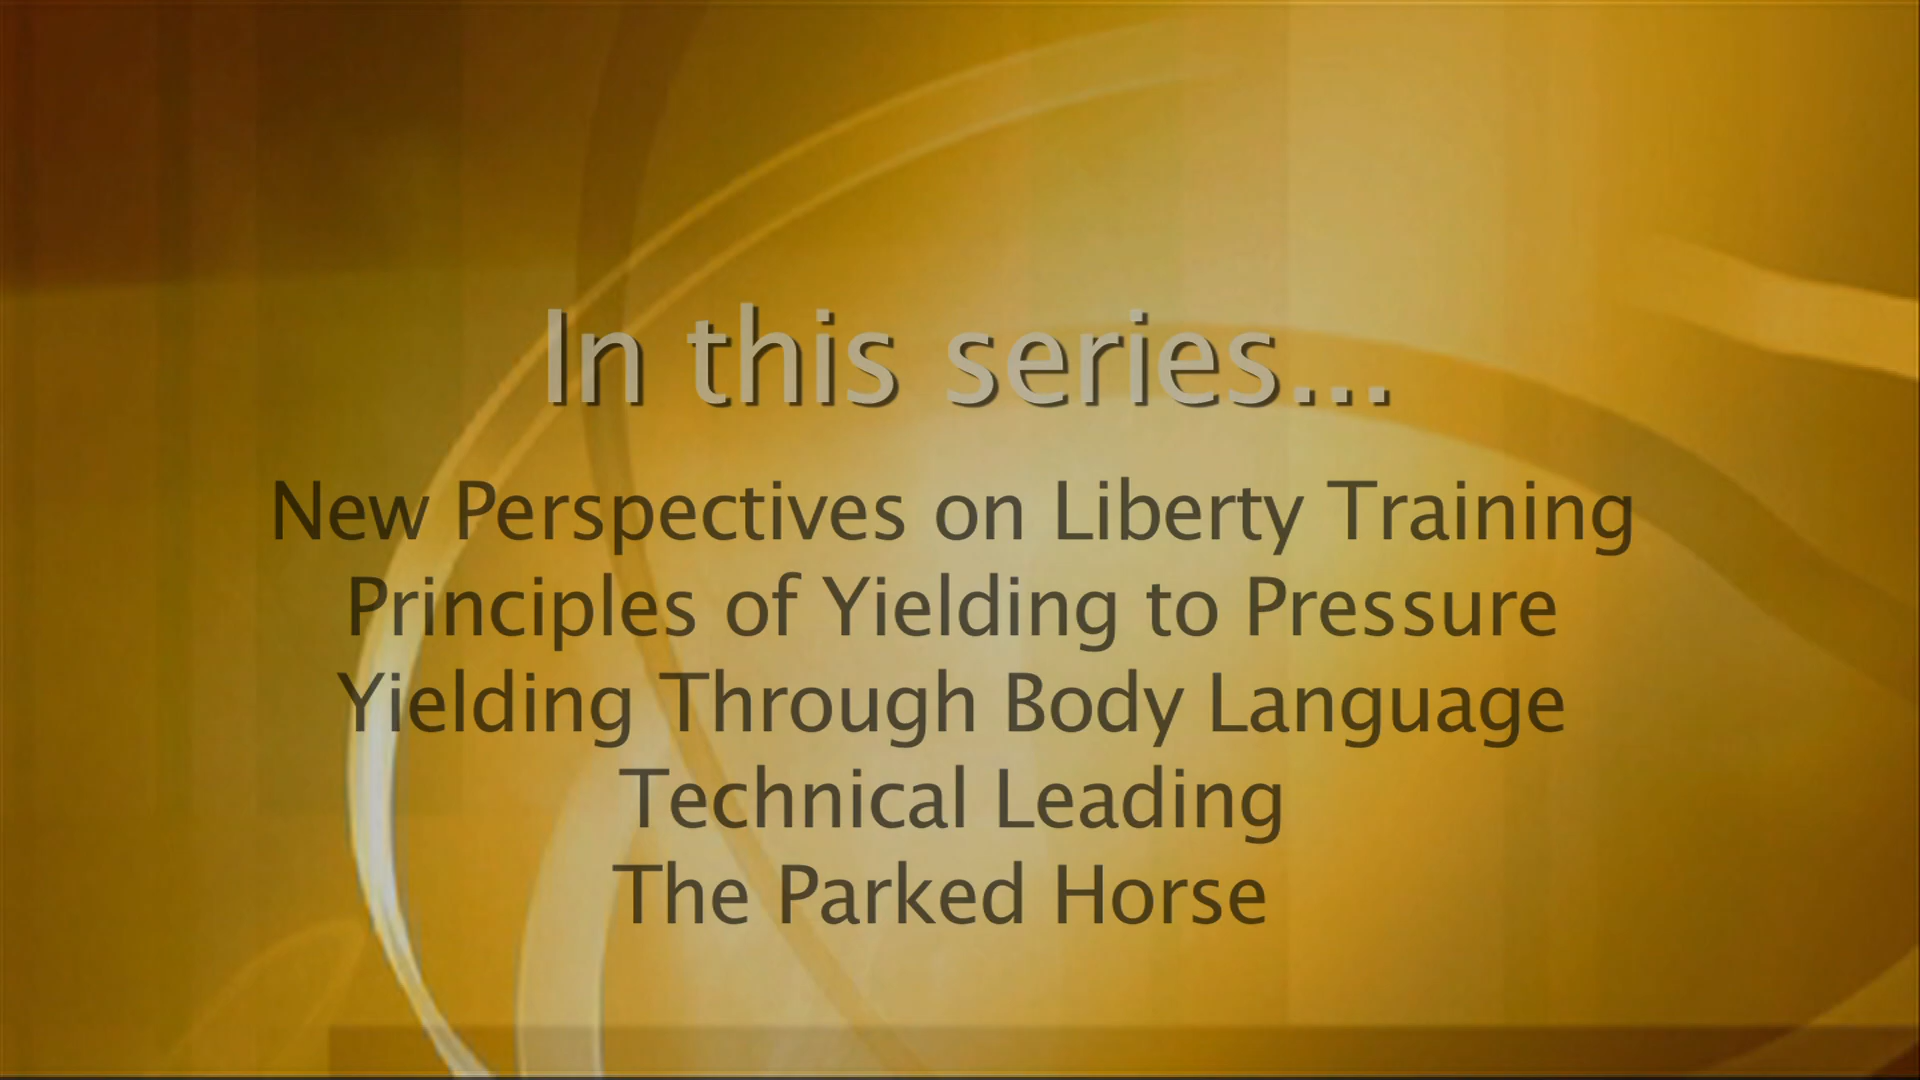 In this series...
New Perspectives on Liberty Training
Principles of Yielding to Pressure
Yielding Through Body Language
Technical Leading
The Parked Horse